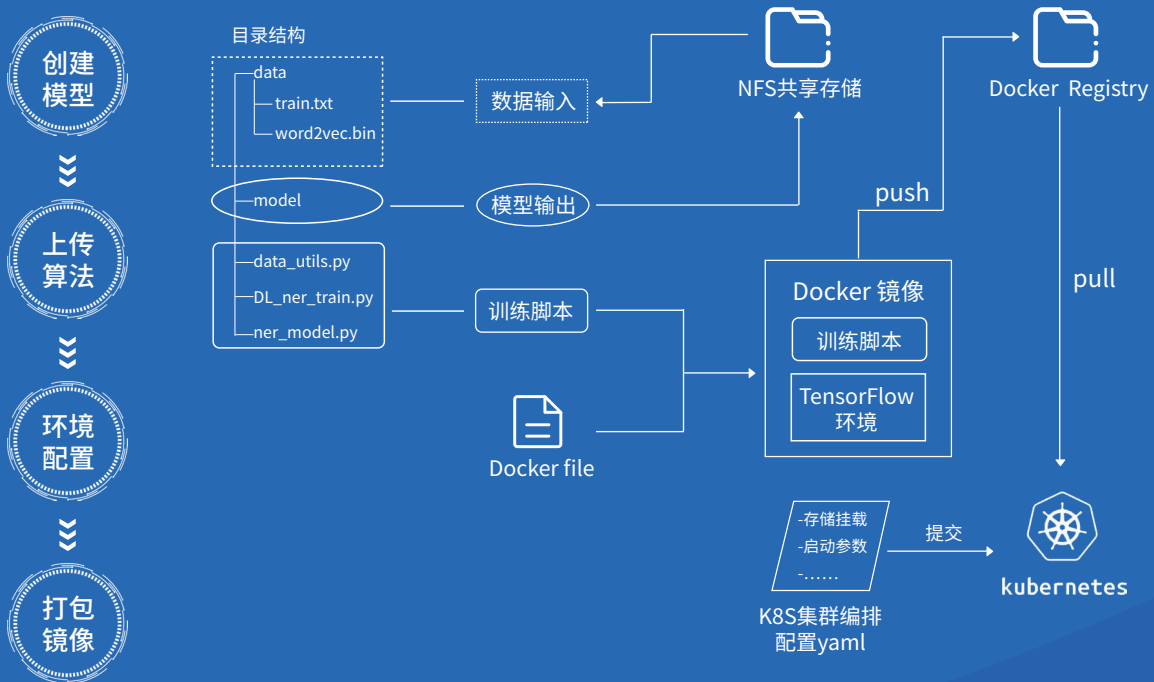 创建
模型
上传
算法
环境
配置
打包
镜像
目录结构
data
train.txt
word2vec.bin
model
data_utils.py
DL_ner_train.py
ner_model.py
数据输入
模型输出
训练脚本
Docker file
NFS共享存储
Docker Registry
push
pull
Docker 镜像
训练脚本
TensorFlow
环境
-存储挂载
-启动参数
-......
K8S集群编排
配置yaml
提交
kubernetes